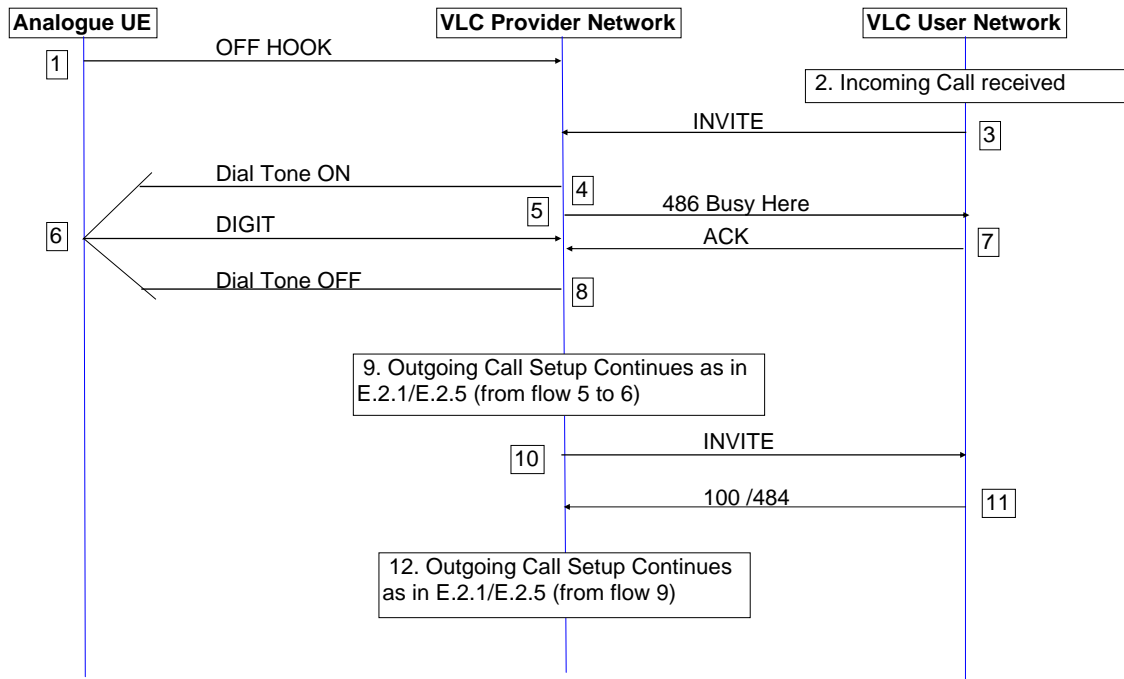 Analogue UE
VLC Provider Network
VLC User Network
OFF HOOK
1
2. Incoming Call received
INVITE
3
Dial Tone ON
4
5
486 Busy Here
6
DIGIT
ACK
7
Dial Tone OFF
8
9. Outgoing Call Setup Continues as in
E.2.1/E.2.5 (from flow 5 to 6)
INVITE
10
100 /484
11
12. Outgoing Call Setup Continues
as in E.2.1/E.2.5 (from flow 9)